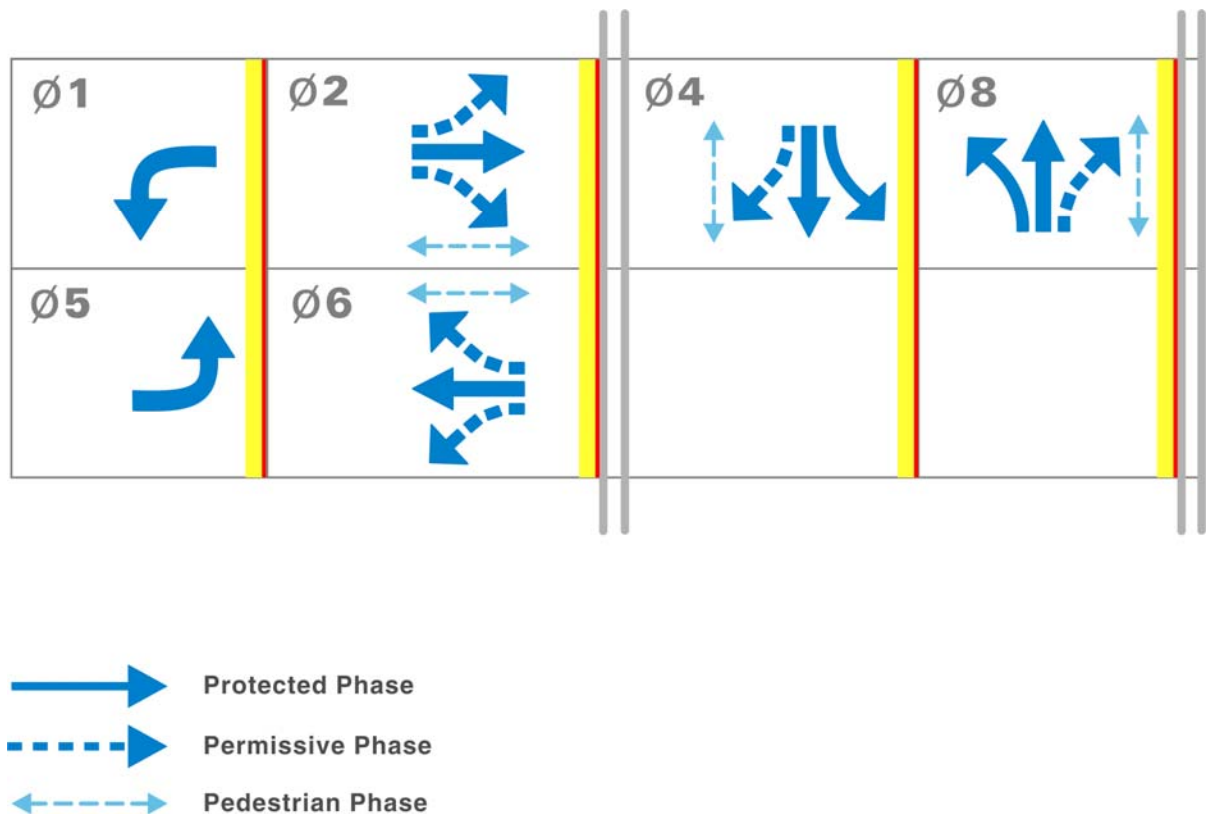 Ø1
Ø2
Ø4
Ø8
Ø5
Ø6
Protected Phase
Permissive Phase
Pedestrian Phase